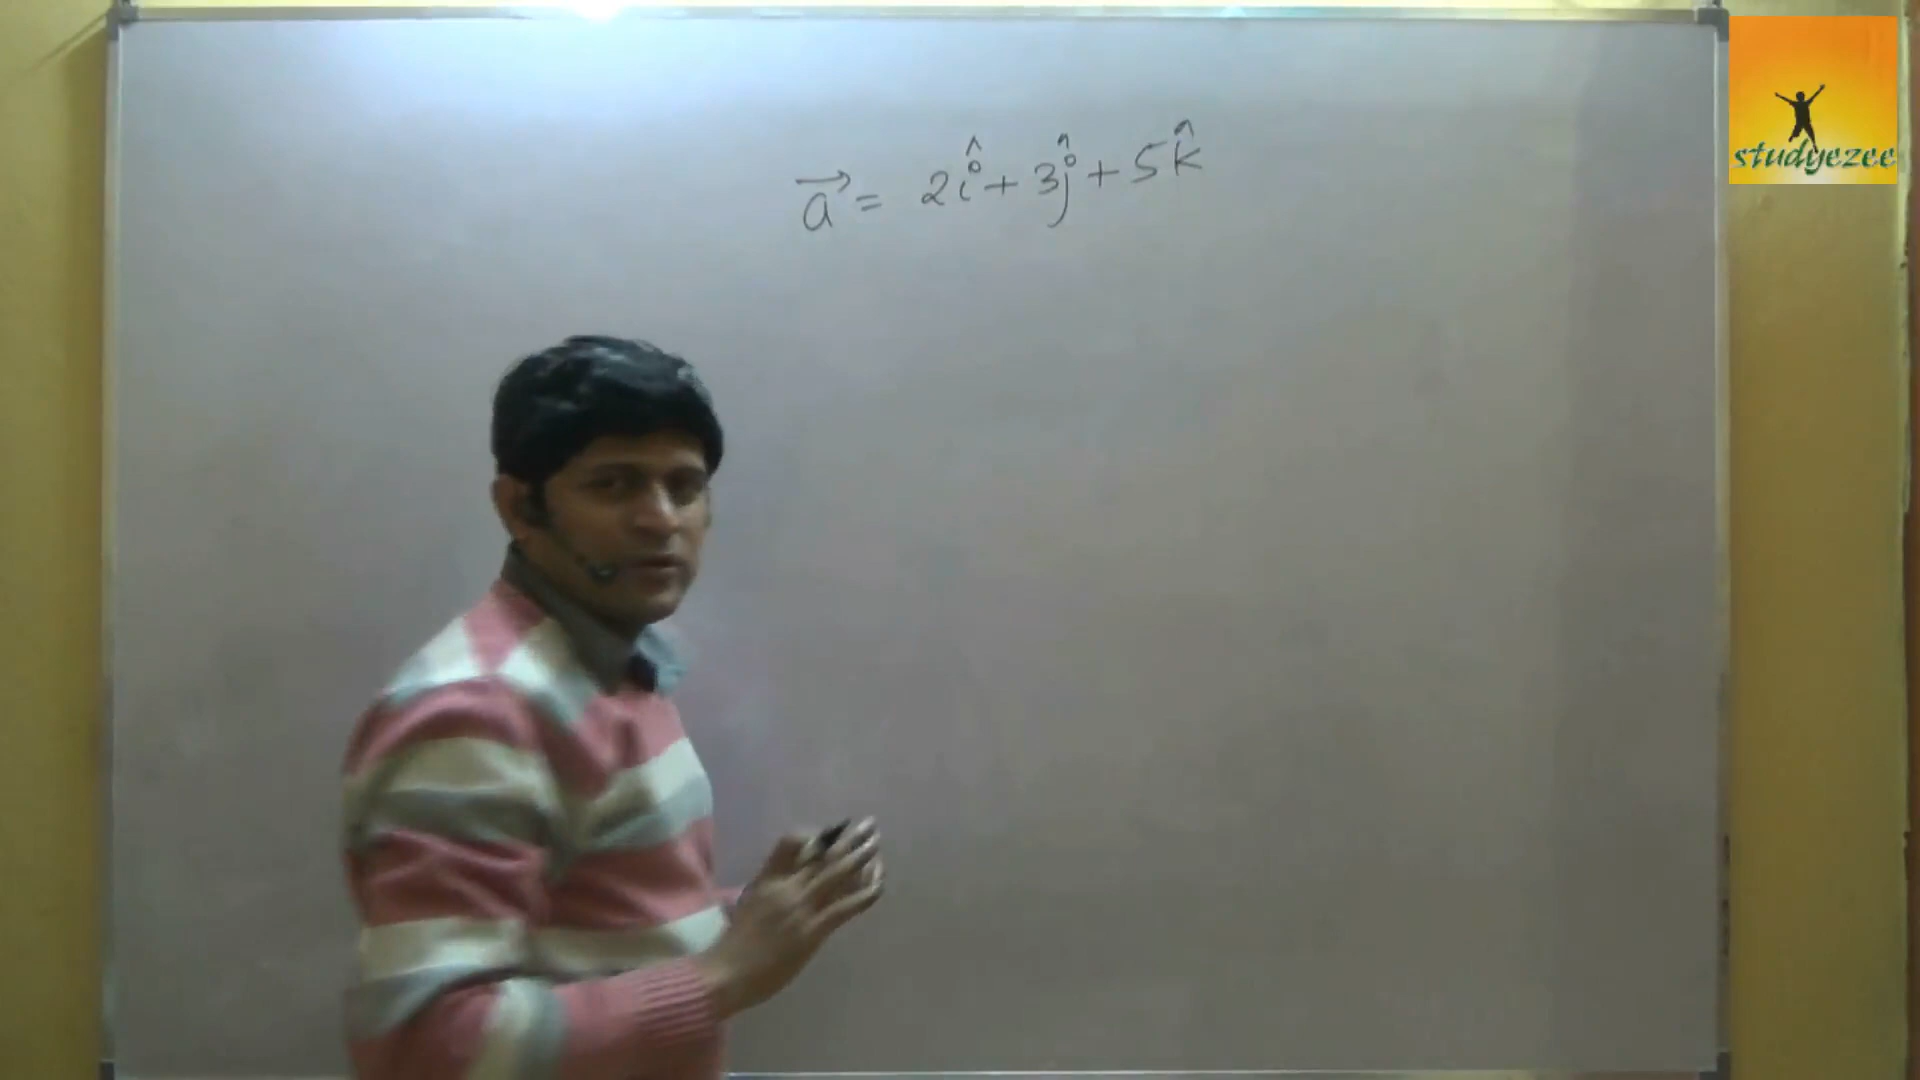 a⃗ = 2î + 3ĵ + 5k̂
studyezee